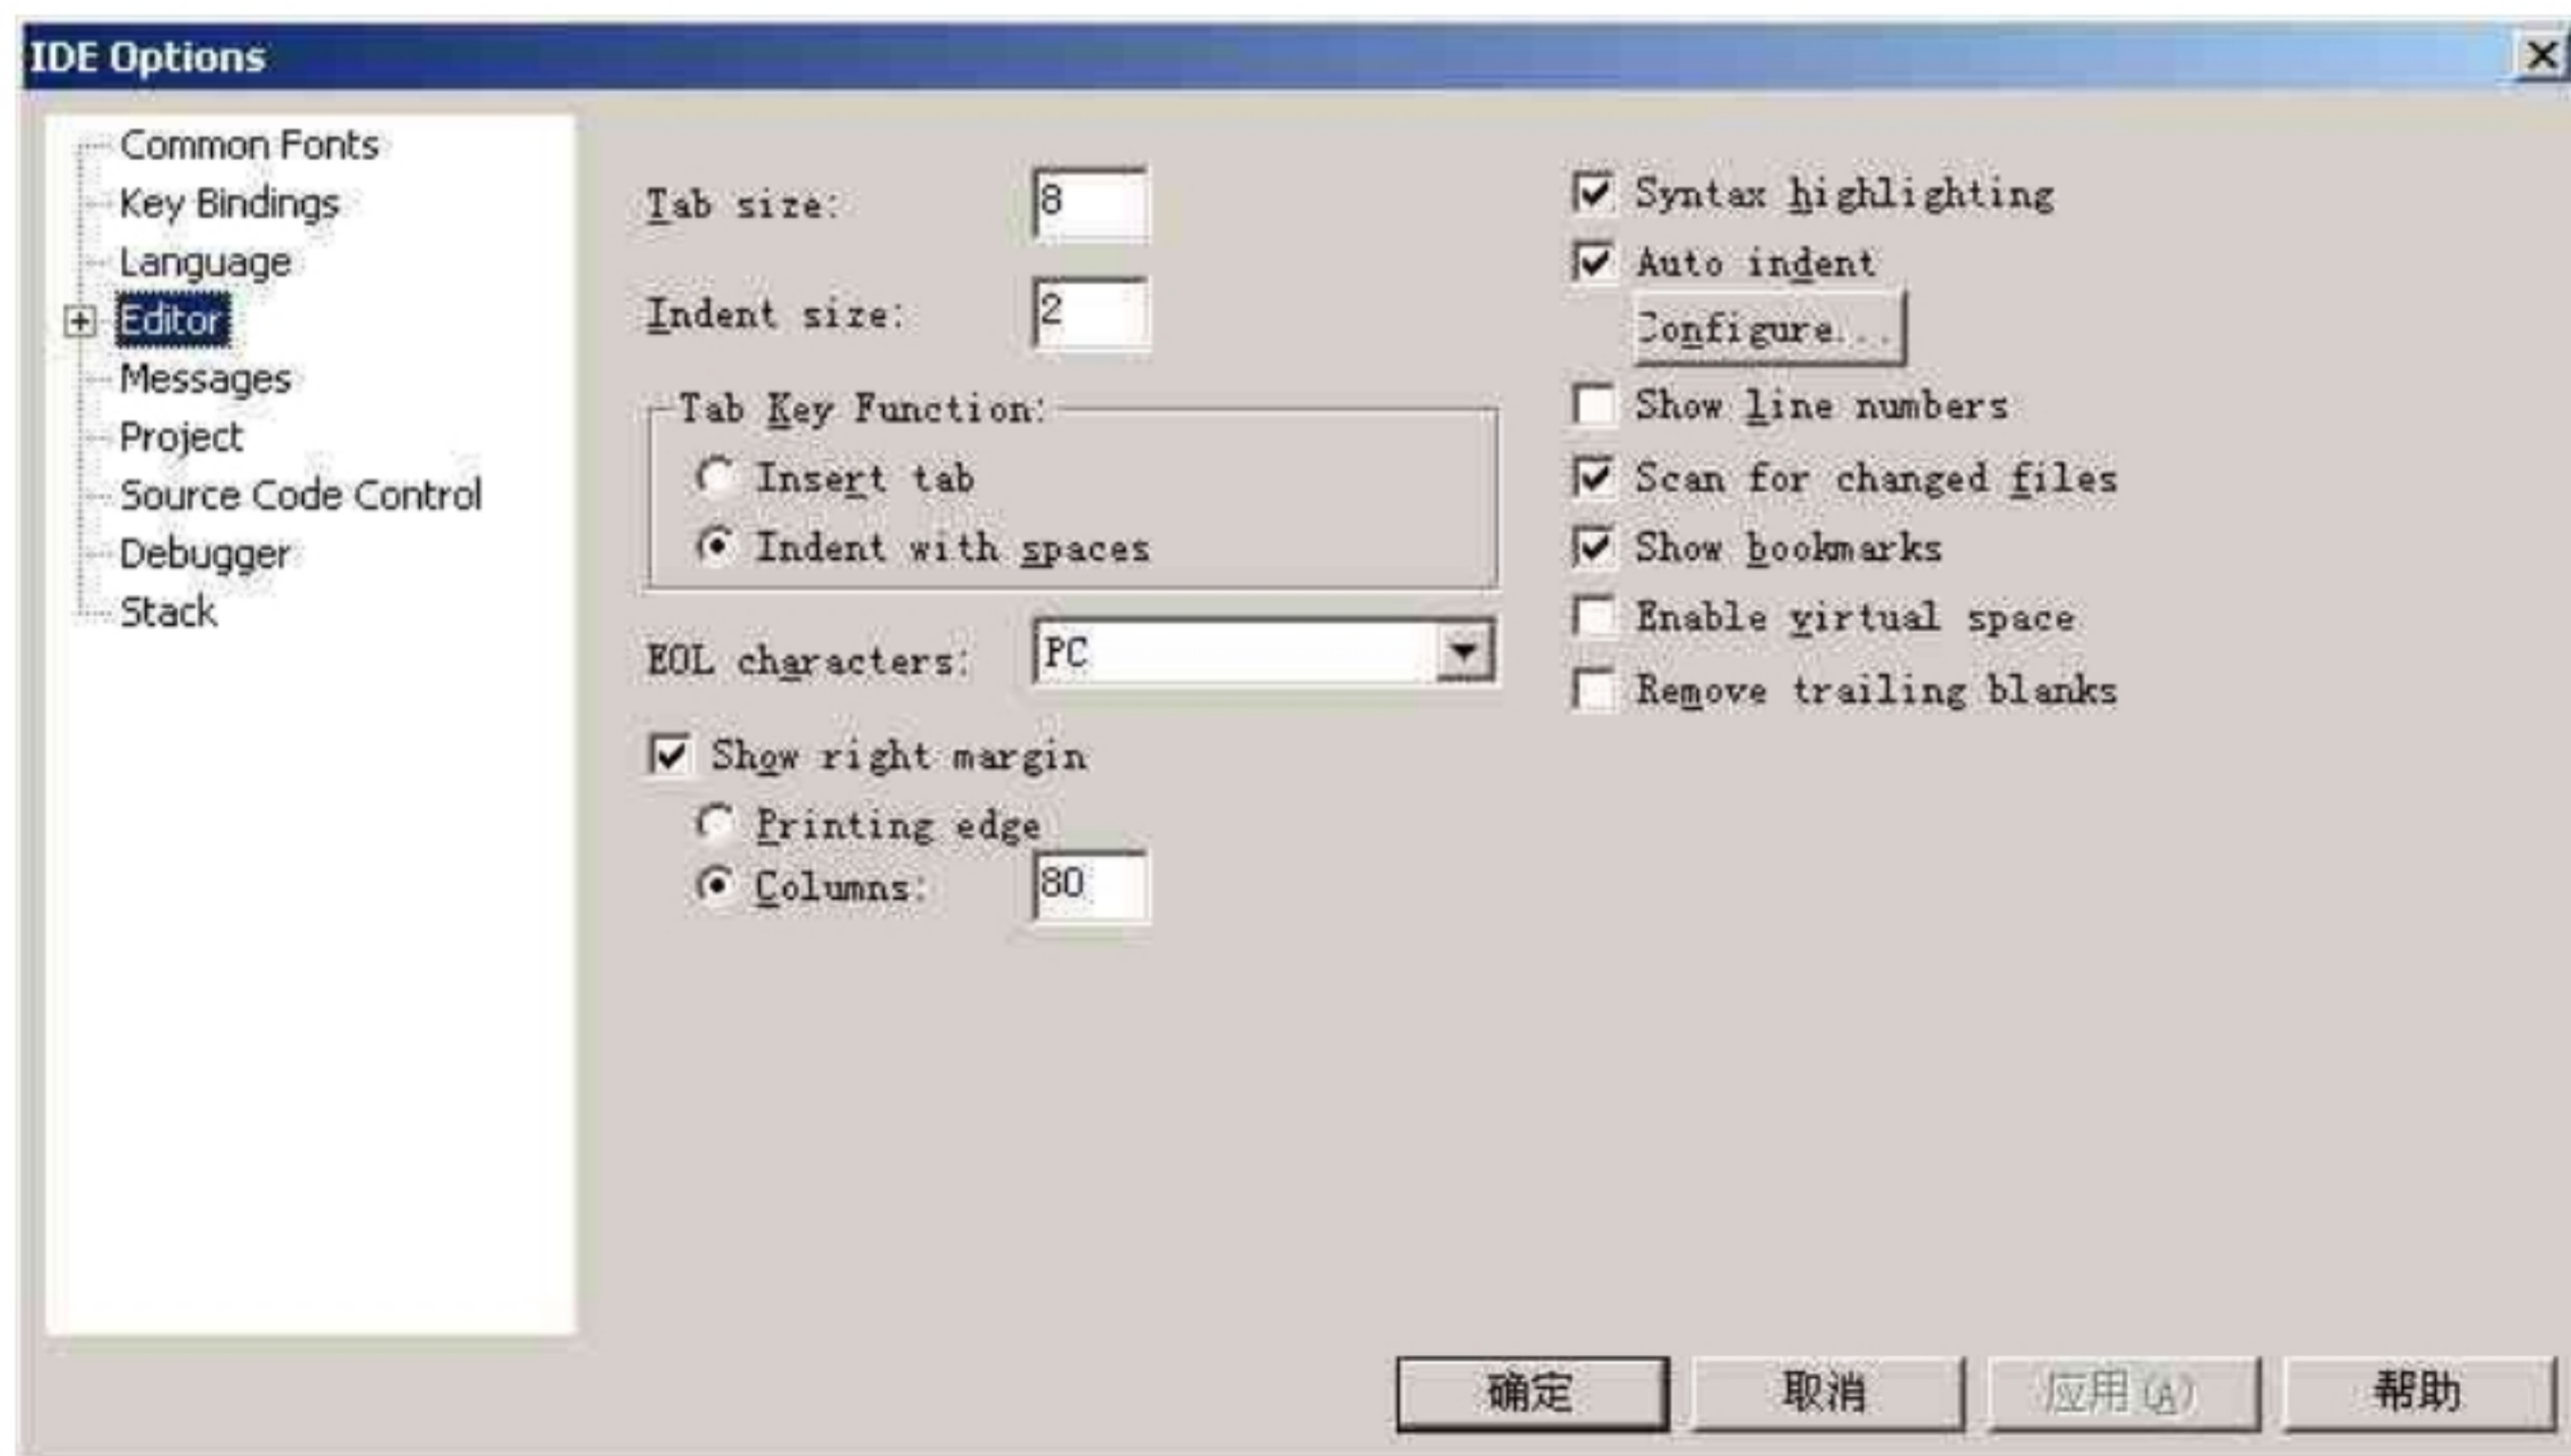 IDE Options
Common Fonts
Key Bindings
Language
Editor
Messages
Project
Source Code Control
Debugger
Stack
Tab size: 8
Indent size: 2
Tab Key Function:
Insert tab
Indent with spaces
EOL characters: PC
Show right margin
Printing edge
Columns: 80
Syntax highlighting
Auto indent
Configure...
Show line numbers
Scan for changed files
Show bookmarks
Enable virtual space
Remove trailing blanks
确定 取消 应用(A) 帮助